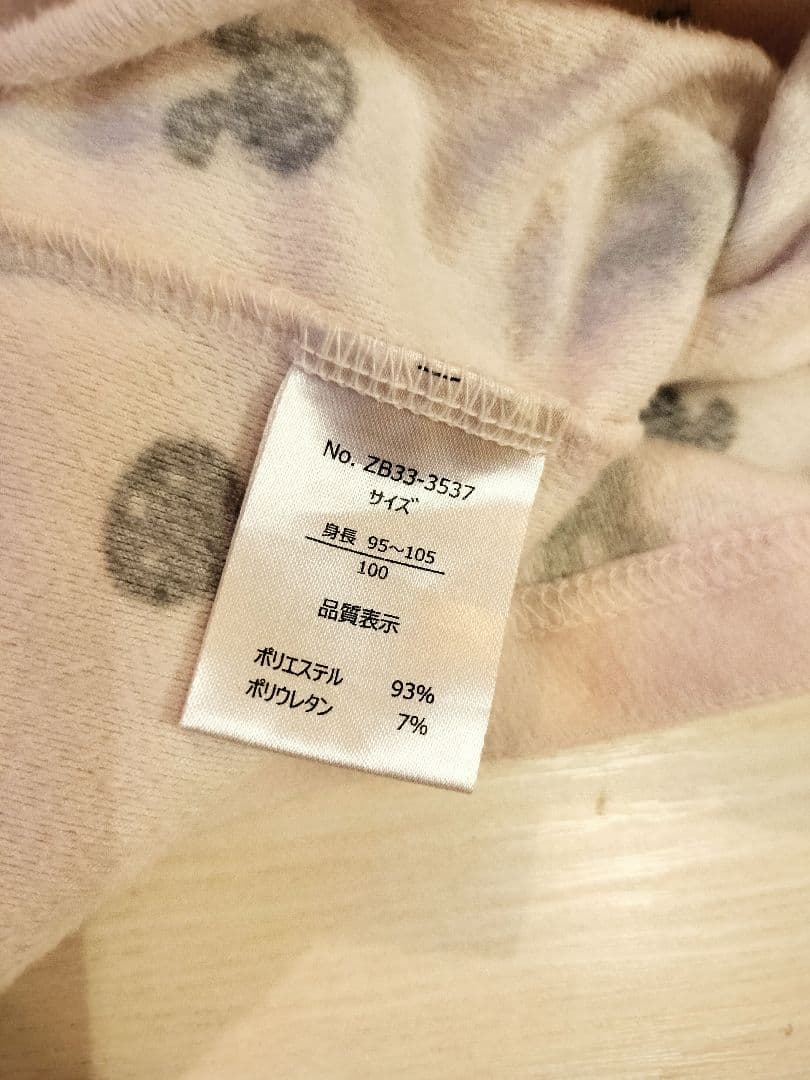 No. ZB33-3537
サイズ
身長 95～105
100
品質表示
ポリエステル 93%
ポリウレタン 7%